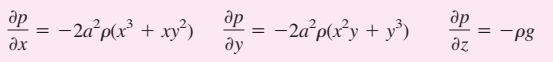 ∂p/∂x = −2a²ρ(x³ + xy²) ∂p/∂y = −2a²ρ(x²y + y³) ∂p/∂z = −ρg